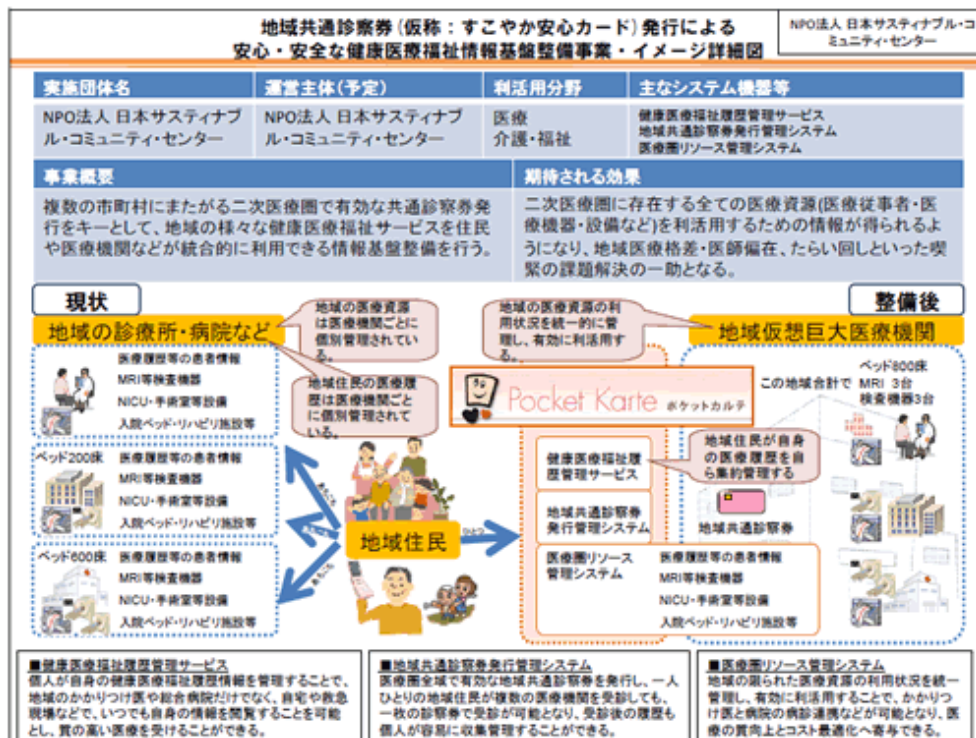 地域共通診察券(仮称:すこやか安心カード)発行による
安心・安全な健康医療福祉情報基盤整備事業・イメージ詳細図
NPO法人 日本サスティナブル・コ
ミュニティ・センター
実施団体名
運営主体(予定)
利活用分野
主なシステム機器等
NPO法人 日本サスティナブ
ル・コミュニティ・センター
NPO法人 日本サスティナブ
ル・コミュニティ・センター
医療
介護・福祉
健康医療福祉履歴管理サービス
地域共通診察券発行管理システム
医療圏リソース管理システム
事業概要
期待される効果
複数の市町村にまたがる二次医療圏で有効な共通診察券発
行をキーとして、地域の様々な健康医療福祉サービスを住民
や医療機関などが統合的に利用できる情報基盤整備を行う。
二次医療圏に存在する全ての医療資源(医療従事者・医
療機器・設備など)を利活用するための情報が得られるよ
うになり、地域医療格差・医師偏在、たらい回しといった喫
緊の課題解決の一助となる。
現状
整備後
地域の診療所・病院など
地域の医療資源
は医療機関ごとに
個別管理されてい
る。
地域の医療資源の利
用状況を統一的に管
理し、有効に利活用す
る。
地域仮想巨大医療機関
医療履歴等の患者情報
MRI等検査機器
NICU・手術室等設備
入院ベッド・リハビリ施設等
地域住民の医療履
歴は医療機関ごと
に個別管理されて
いる。
Pocket Karte ポケットカルテ
この地域合計で
ベッド800床
MRI 3台
検査機器3台
ベッド200床
医療履歴等の患者情報
MRI等検査機器
NICU・手術室等設備
入院ベッド・リハビリ施設等
健康医療福祉履
歴管理サービス
地域住民が自身
の医療履歴を自
ら集約管理する
地域共通診察券
発行管理システム
地域共通診察券
まちまち
まちまち
まちまち
地域住民
ひとつ
ベッド600床
医療履歴等の患者情報
MRI等検査機器
NICU・手術室等設備
入院ベッド・リハビリ施設等
医療圏リソース
管理システム
医療履歴等の患者情報
MRI等検査機器
NICU・手術室等設備
入院ベッド・リハビリ施設等
■健康医療福祉履歴管理サービス
個人が自身の健康医療福祉履歴情報を管理することで、
地域のかかりつけ医や総合病院だけでなく、自宅や救急
現場などで、いつでも自身の情報を閲覧することを可能
とし、質の高い医療を受けることができる。
■地域共通診察券発行管理システム
医療圏全域で有効な地域共通診察券を発行し、一人
ひとりの地域住民が複数の医療機関を受診しても、
一枚の診察券で受診が可能となり、受診後の履歴も
個人が容易に収集管理することができる。
■医療圏リソース管理システム
地域の限られた医療資源の利用状況を統一
管理し、有効に利活用することで、かかりつ
け医と病院の病診連携などが可能となり、医
療の質向上とコスト最適化へ寄与できる。